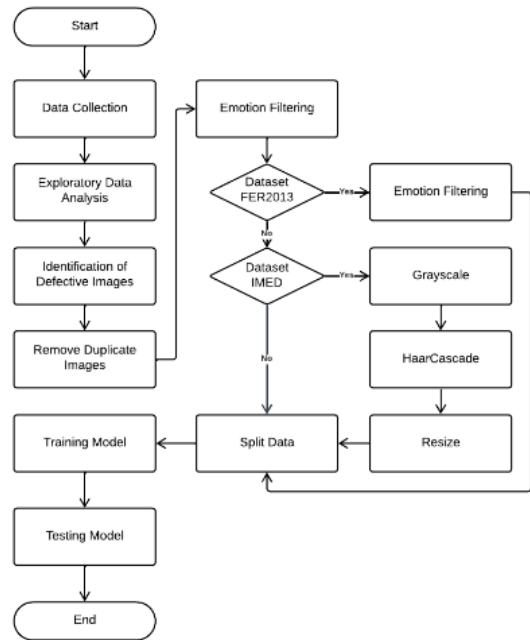 Start
Data Collection
Exploratory Data
Analysis
Identification of
Defective Images
Remove Duplicate
Images
Emotion Filtering
Dataset
FER2013
Yes
Emotion Filtering
No
Dataset
IMED
Yes
Grayscale
HaarCascade
Resize
No
Split Data
Training Model
Testing Model
End